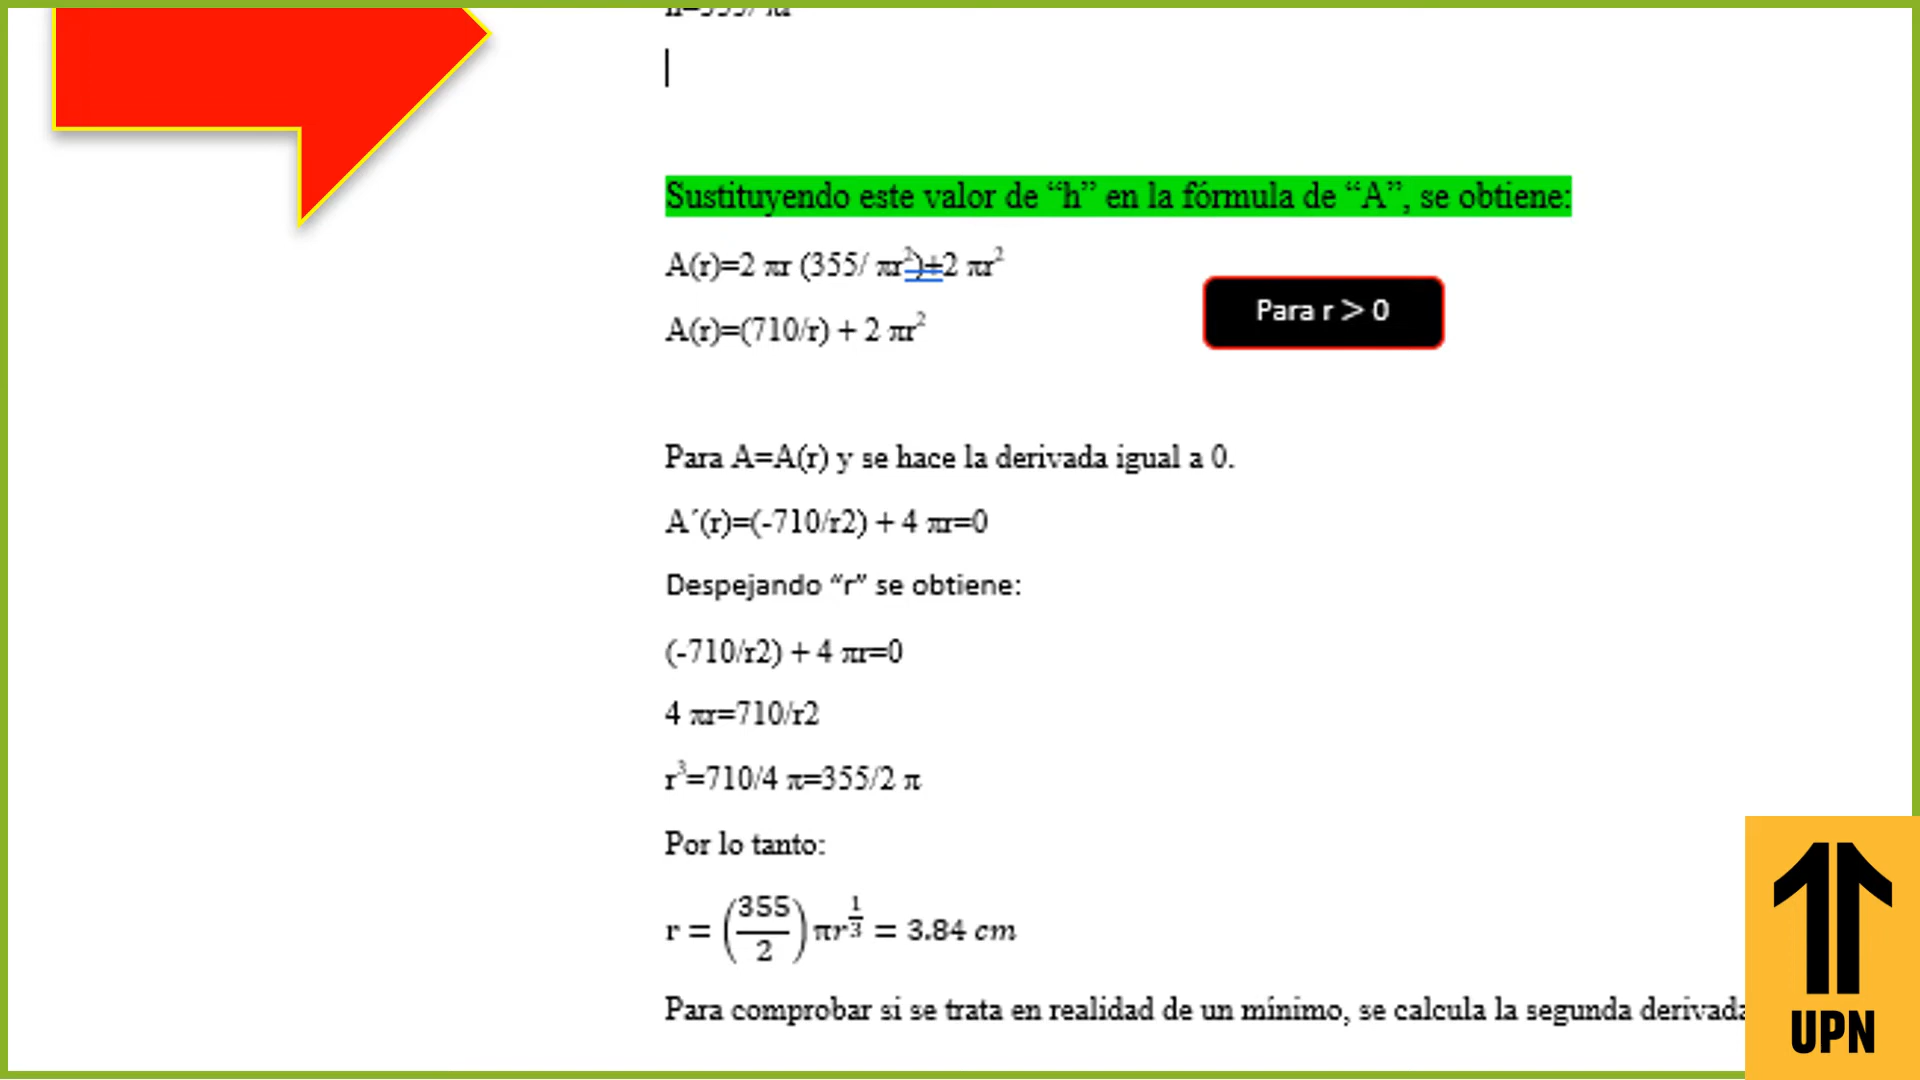 Sustituyendo este valor de “h” en la fórmula de “A”, se obtiene:
A(r)=2 πr (355/ πr²)+2 πr²
A(r)=(710/r) + 2 πr²
Para r > 0
Para A=A(r) y se hace la derivada igual a 0.
A´(r)=(-710/r2) + 4 πr=0
Despejando “r” se obtiene:
(-710/r2) + 4 πr=0
4 πr=710/r2
r³=710/4 π=355/2 π
Por lo tanto:
r = (355/2) πr^(1/3) = 3.84 cm
Para comprobar si se trata en realidad de un mínimo, se calcula la segunda derivada
UPN